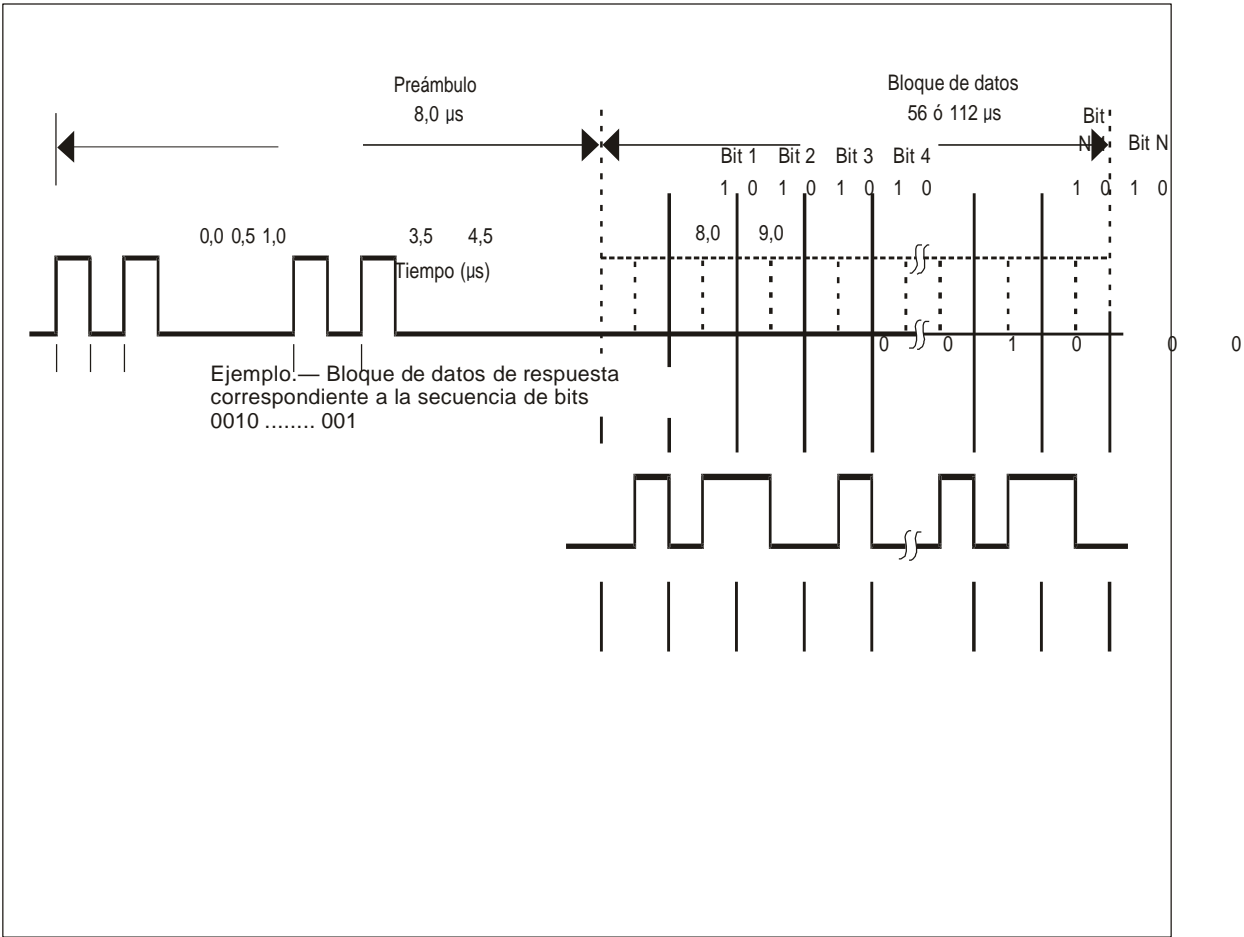 Preámbulo
8,0 µs
Bloque de datos
56 ó 112 µs
Bit
Bit N
Bit 1 Bit 2 Bit 3 Bit 4
1 0 1 0 1 0 1 0 1 0 1 0
0,0 0,5 1,0 3,5 4,5 8,0 9,0
Tiempo (µs)
0 0 1 0 0 0
Ejemplo.— Bloque de datos de respuesta
correspondiente a la secuencia de bits
0010 ........ 001